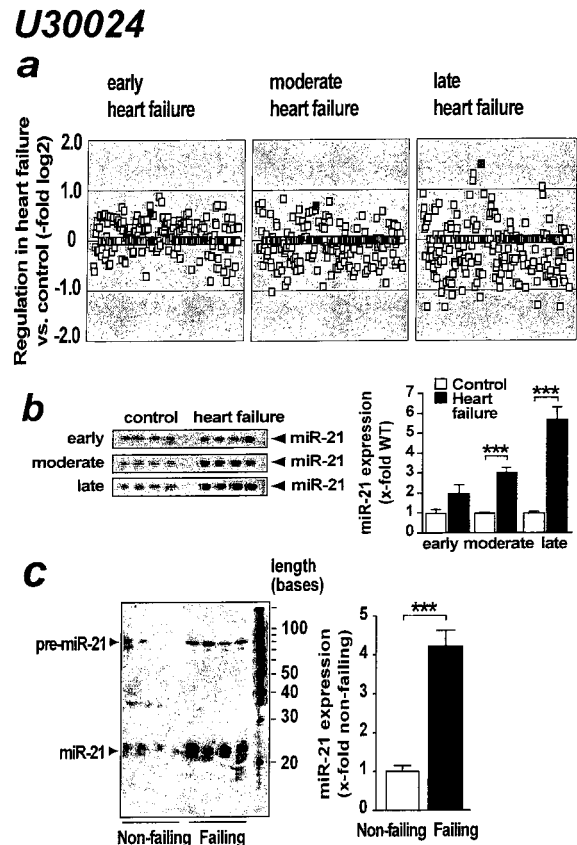 U30024
a
early
heart failure
moderate
heart failure
late
heart failure
Regulation in heart failure
vs. control (-fold log2)
2.0
1.0
0
-1.0
-2.0
b
control heart failure
early miR-21
moderate miR-21
late miR-21
miR-21 expression
(x-fold WT)
7
6
5
4
3
2
1
0
Control
Heart
failure
***
***
early moderate late
c
length
(bases)
pre-miR-21
miR-21
100
50
40
30
20
Non-failing Failing
miR-21 expression
(x-fold non-failing)
5
4
3
2
1
0
***
Non-failing Failing